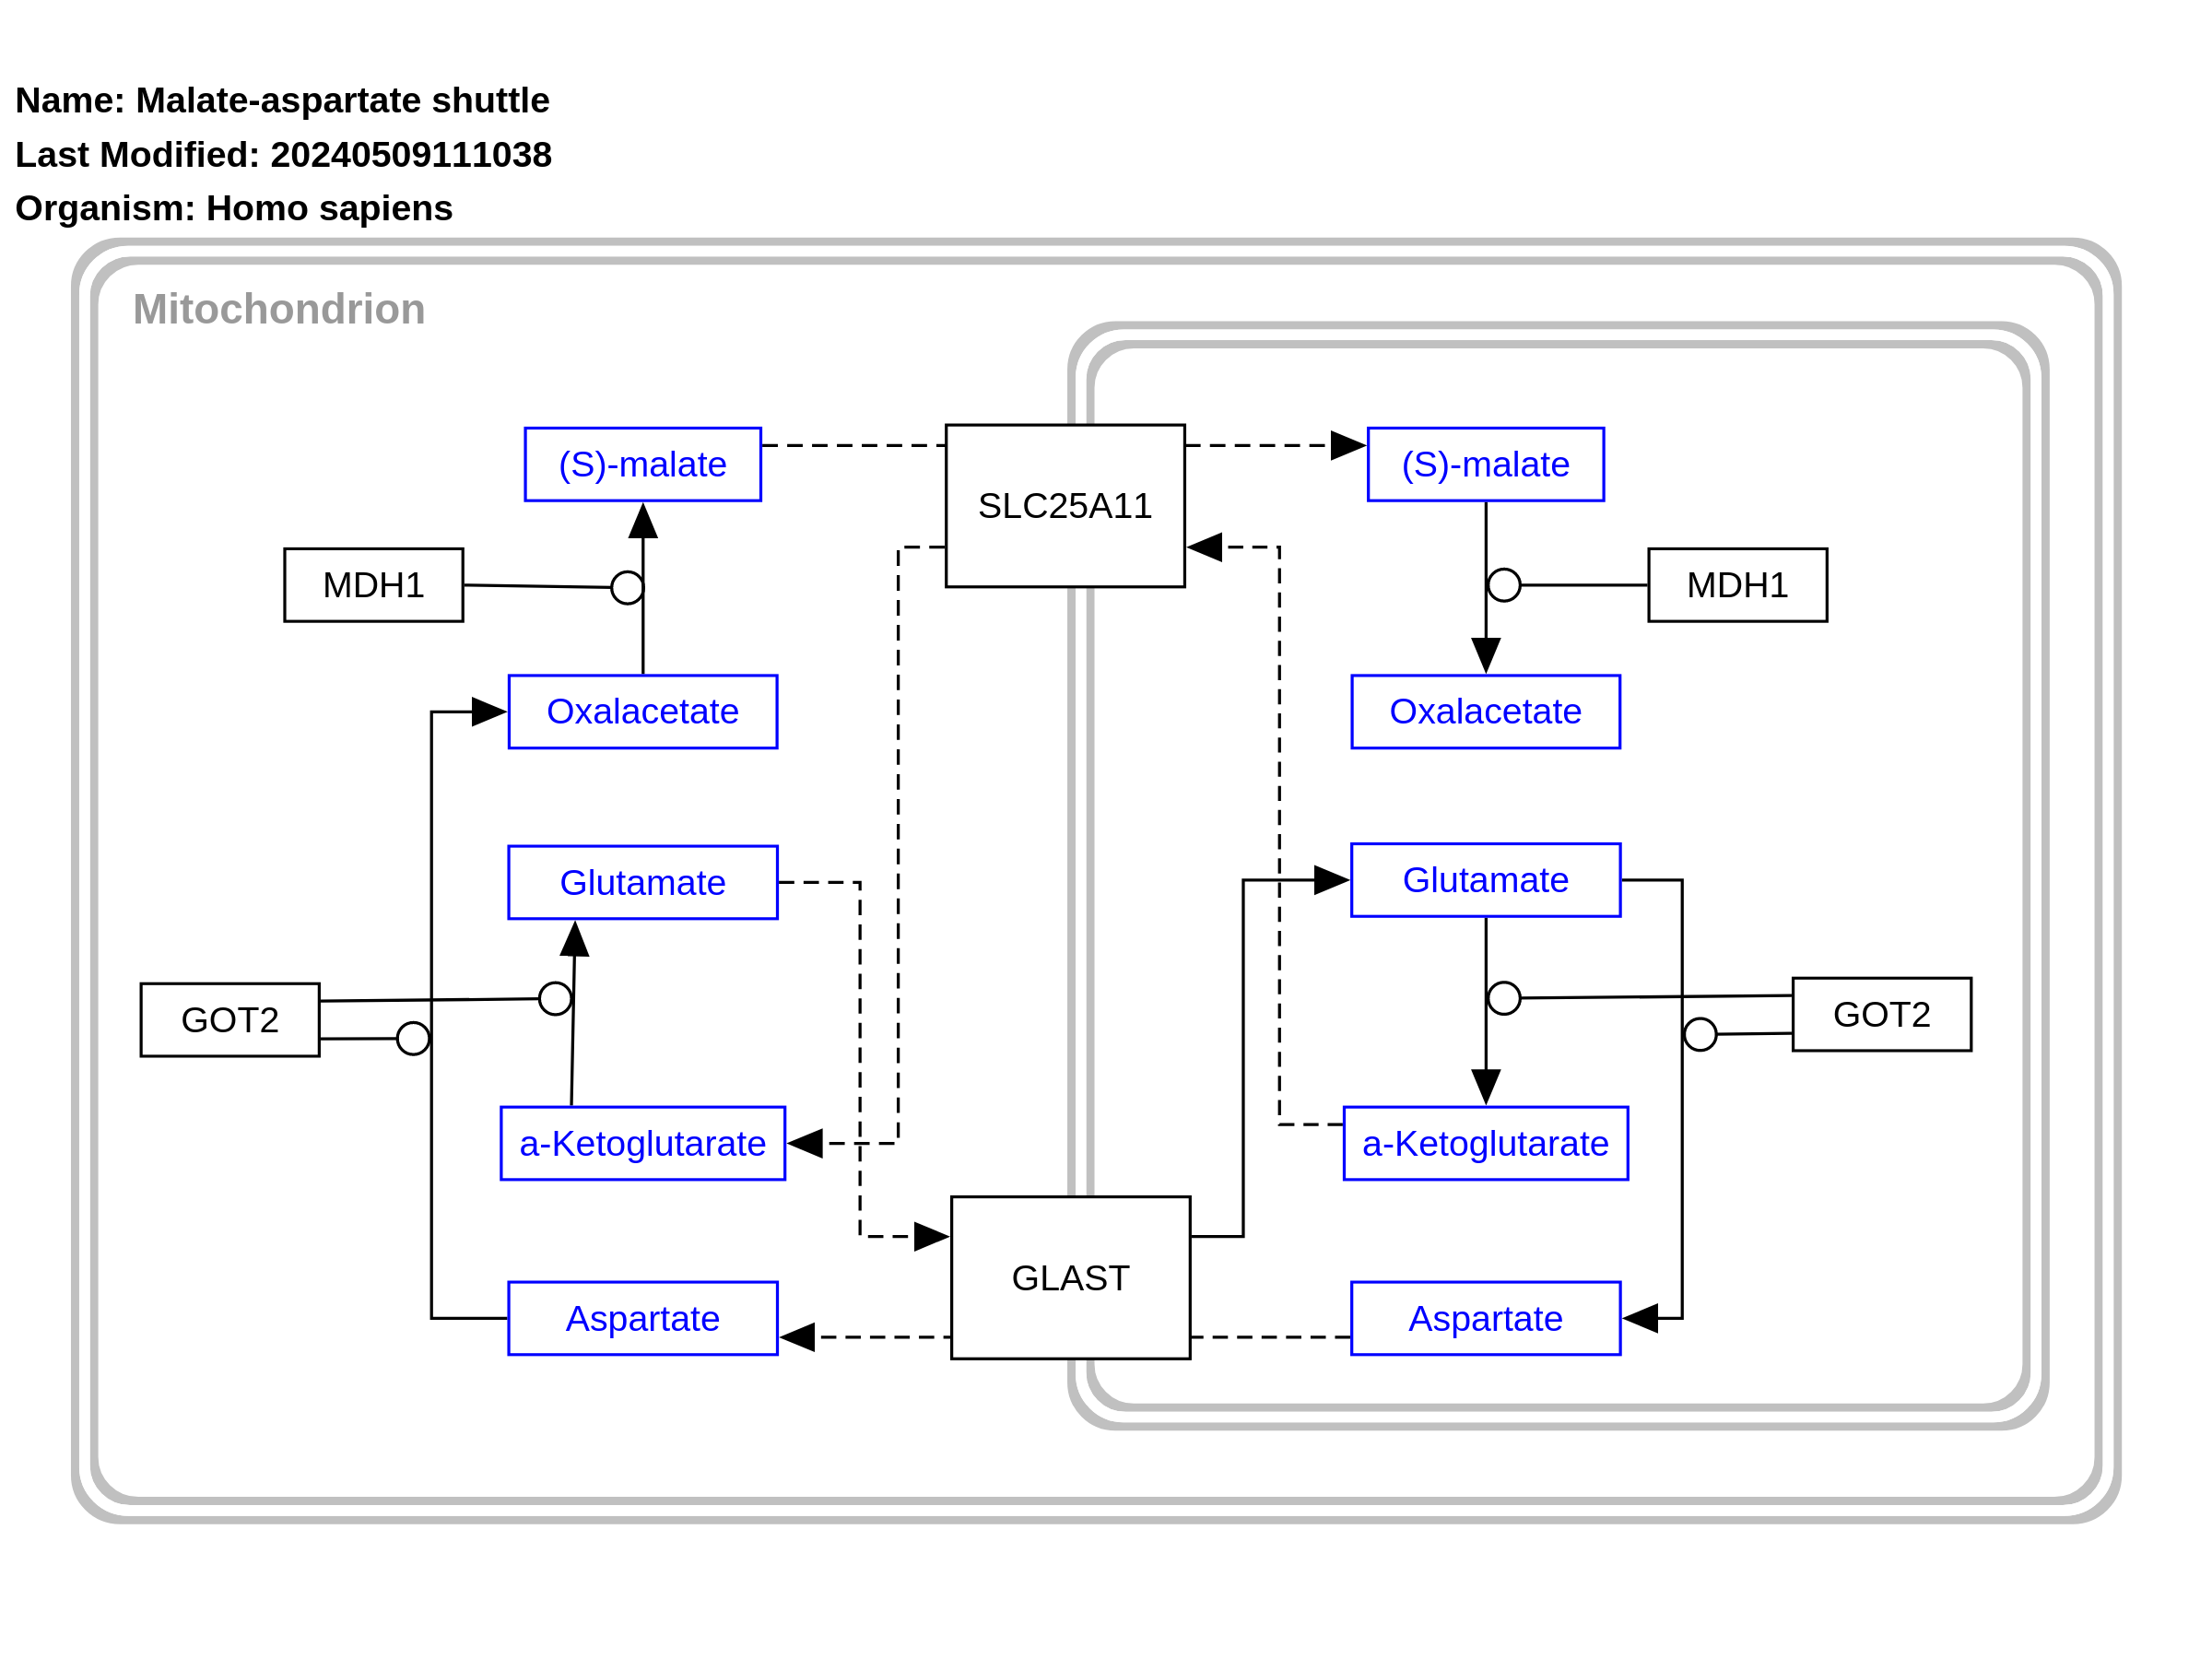 Name: Malate-aspartate shuttle
Last Modified: 20240509111038
Organism: Homo sapiens
Mitochondrion
(S)-malate
SLC25A11
(S)-malate
MDH1
MDH1
Oxalacetate
Oxalacetate
Glutamate
Glutamate
GOT2
GOT2
a-Ketoglutarate
a-Ketoglutarate
GLAST
Aspartate
Aspartate